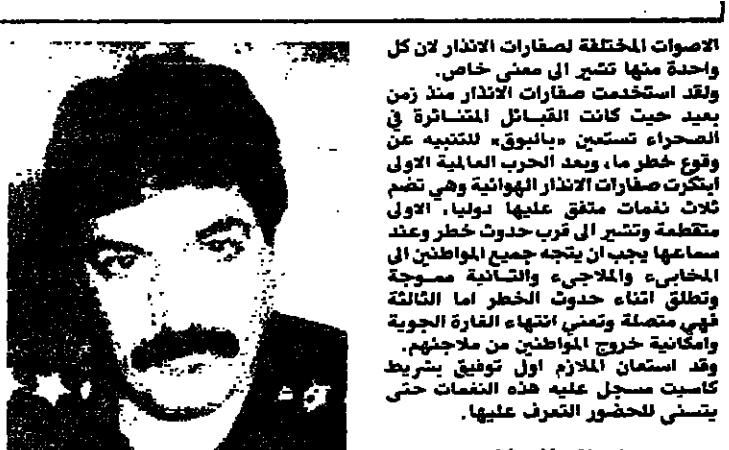 الاصوات المختلفة لصفارات الانذار لان كل
واحدة منها تشير الى معنى خاص.
ولقد استخدمت صفارات الانذار منذ زمن
بعيد حيث كانت القبائل المتناثرة في
الصحراء تستعين «بالبوق» للتنبيه عن
وقوع خطر ما، وبعد الحرب العالمية الاولى
ابتكرت صفارات الانذار الهوائية وهي تضم
ثلاث نغمات متفق عليها دوليا، الاولى
متقطعة وتشير الى قرب حدوث خطر وعند
سماعها يجب ان يتجه جميع المواطنين الى
المخابىء والملاجىء والثانية مموجة
وتطلق اثناء حدوث الخطر اما الثالثة
فهي متصلة وتعني انتهاء الغارة الجوية
وامكانية خروج المواطنين من ملاجئهم.
وقد استعان الملازم اول توفيق بشريط
كاسيت مسجل عليه هذه النغمات حتى
يتسنى للحضور التعرف عليها.